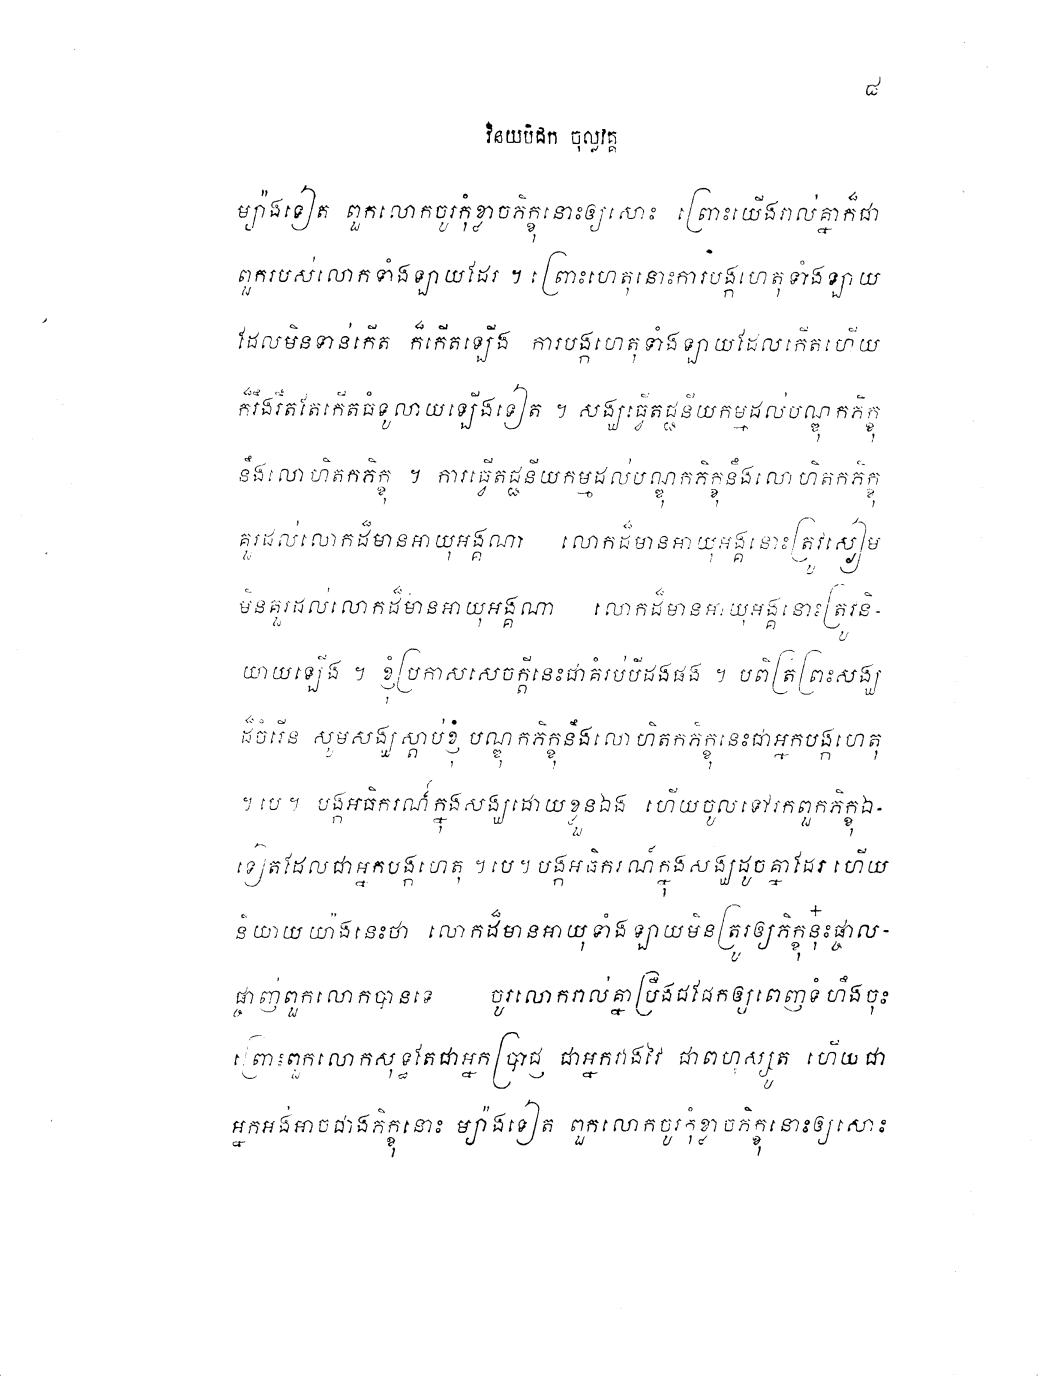 ៨
វិនយបិដក ចុល្លវគ្គ
ម្យ៉ាងទៀត ពួកលោកចូរកុំខ្លាចភិក្ខុនោះឲ្យសោះ ព្រោះយើងរាល់គ្នាក៏ជា
ពួករបស់លោកទាំងឡាយដែរ ។ ព្រោះហេតុនោះការបង្កហេតុទាំងឡាយ
ដែលមិនទាន់កើត ក៏កើតឡើង ការបង្កហេតុទាំងឡាយដែលកើតហើយ
ក៏រឹងរឹតតែកើតធំទូលាយឡើងទៀត ។ សង្ឃធ្វើតជ្ជនីយកម្មដល់បណ្ឌុកភិក្ខុ
នឹងលោហិតកភិក្ខុ ។ ការធ្វើតជ្ជនីយកម្មដល់បណ្ឌុកភិក្ខុនឹងលោហិតកភិក្ខុ
គួរដល់លោកដ៏មានអាយុអង្គណា លោកដ៏មានអាយុអង្គនោះត្រូវស្ងៀម
មិនគួរដល់លោកដ៏មានអាយុអង្គណា លោកដ៏មានអាយុអង្គនោះត្រូវនិ-
យាយឡើង ។ ខ្ញុំប្រកាសសេចក្តីនេះជាគំរប់បីដងផង ។ បពិត្រព្រះសង្ឃ
ដ៏ចំរើន សូមសង្ឃស្តាប់ខ្ញុំ បណ្ឌុកភិក្ខុនឹងលោហិតកភិក្ខុនេះជាអ្នកបង្កហេតុ
។ បេ ។ បង្កអធិករណ៍ក្នុងសង្ឃដោយខ្លួនឯង ហើយចូលទៅរកពួកភិក្ខុឯ-
ទៀតដែលជាអ្នកបង្កហេតុ ។ បេ ។ បង្កអធិករណ៍ក្នុងសង្ឃដូចគ្នាដែរ ហើយ
និយាយយ៉ាងនេះថា លោកដ៏មានអាយុទាំងឡាយមិនត្រូវឲ្យភិក្ខុនុ៎ះផ្ចាល-
ផ្ចាញ់ពួកលោកបានទេ ចូរលោករាល់គ្នាប្រឹងជជែកឲ្យពេញទំហឹងចុះ
ព្រោះពួកលោកសុទ្ធតែជាអ្នកប្រាជ្ញ ជាអ្នករាងវៃ ជាពហុស្សូត ហើយជា
អ្នកអង់អាចជាងភិក្ខុនោះ ម្យ៉ាងទៀត ពួកលោកចូរកុំខ្លាចភិក្ខុនោះឲ្យសោះ